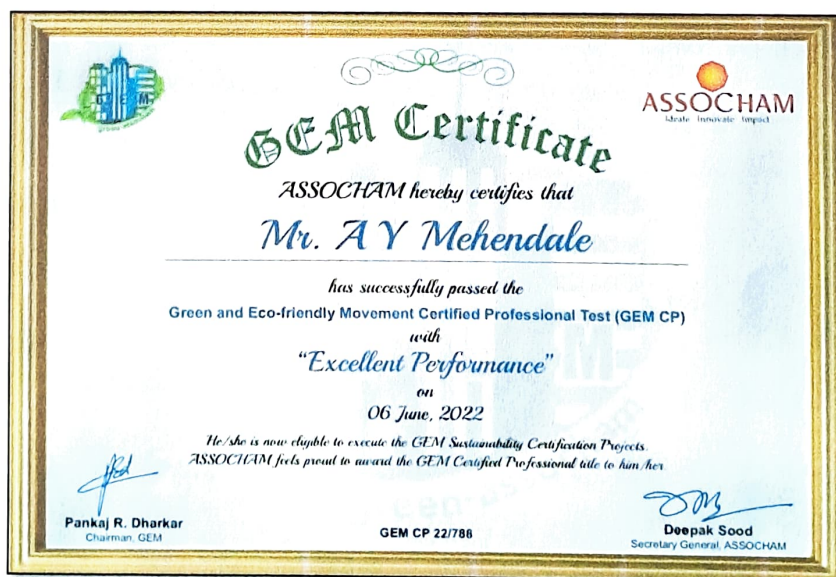 GEM
ASSOCHAM
Ideate Innovate Impact
GEM Certificate
ASSOCHAM hereby certifies that
Mr. A Y Mehendale
has successfully passed the
Green and Eco-friendly Movement Certified Professional Test (GEM CP)
with
“Excellent Performance”
on
06 June, 2022
He/she is now eligible to execute the GEM Sustainability Certification Projects.
ASSOCHAM feels proud to award the GEM Certified Professional title to him/her
Pankaj R. Dharkar
Chairman, GEM
GEM CP 22/786
Deepak Sood
Secretary General, ASSOCHAM